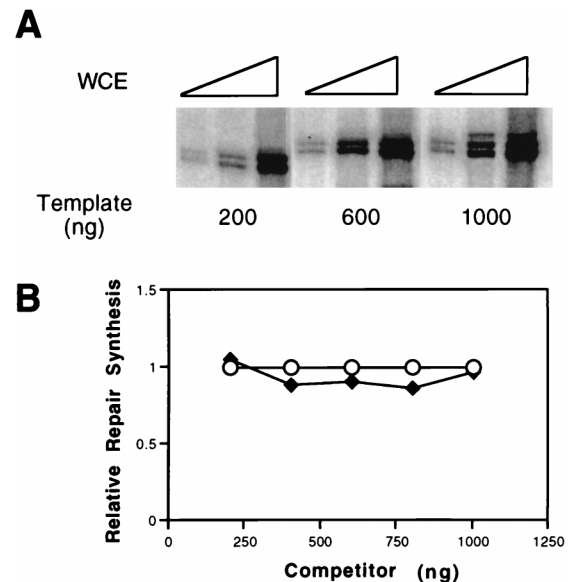 A
WCE
Template
(ng)
200 600 1000
B
Relative Repair Synthesis
1.5
1
0.5
0
0 250 500 750 1000 1250
Competitor (ng)